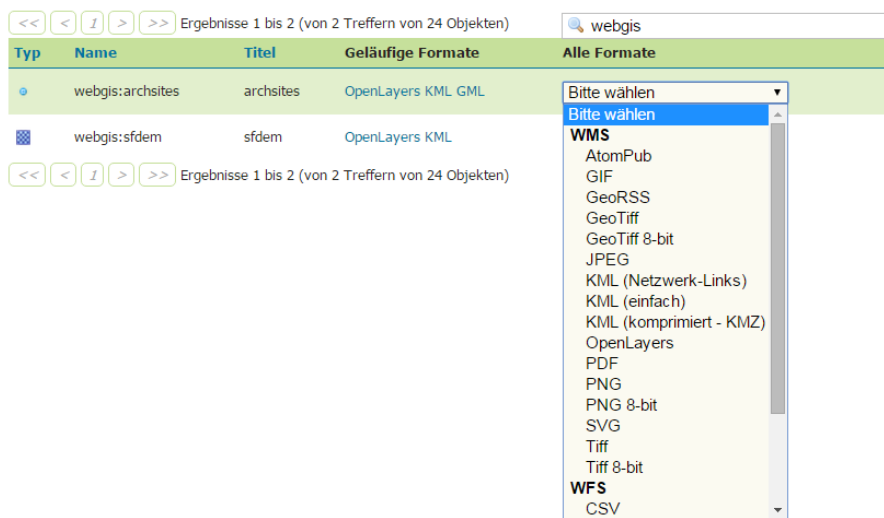 << < 1 > >> Ergebnisse 1 bis 2 (von 2 Treffern von 24 Objekten) webgis
Typ Name Titel Geläufige Formate Alle Formate
webgis:archsites archsites OpenLayers KML GML Bitte wählen
webgis:sfdem sfdem OpenLayers KML
<< < 1 > >> Ergebnisse 1 bis 2 (von 2 Treffern von 24 Objekten)
Bitte wählen
WMS
AtomPub
GIF
GeoRSS
GeoTiff
GeoTiff 8-bit
JPEG
KML (Netzwerk-Links)
KML (einfach)
KML (komprimiert - KMZ)
OpenLayers
PDF
PNG
PNG 8-bit
SVG
Tiff
Tiff 8-bit
WFS
CSV